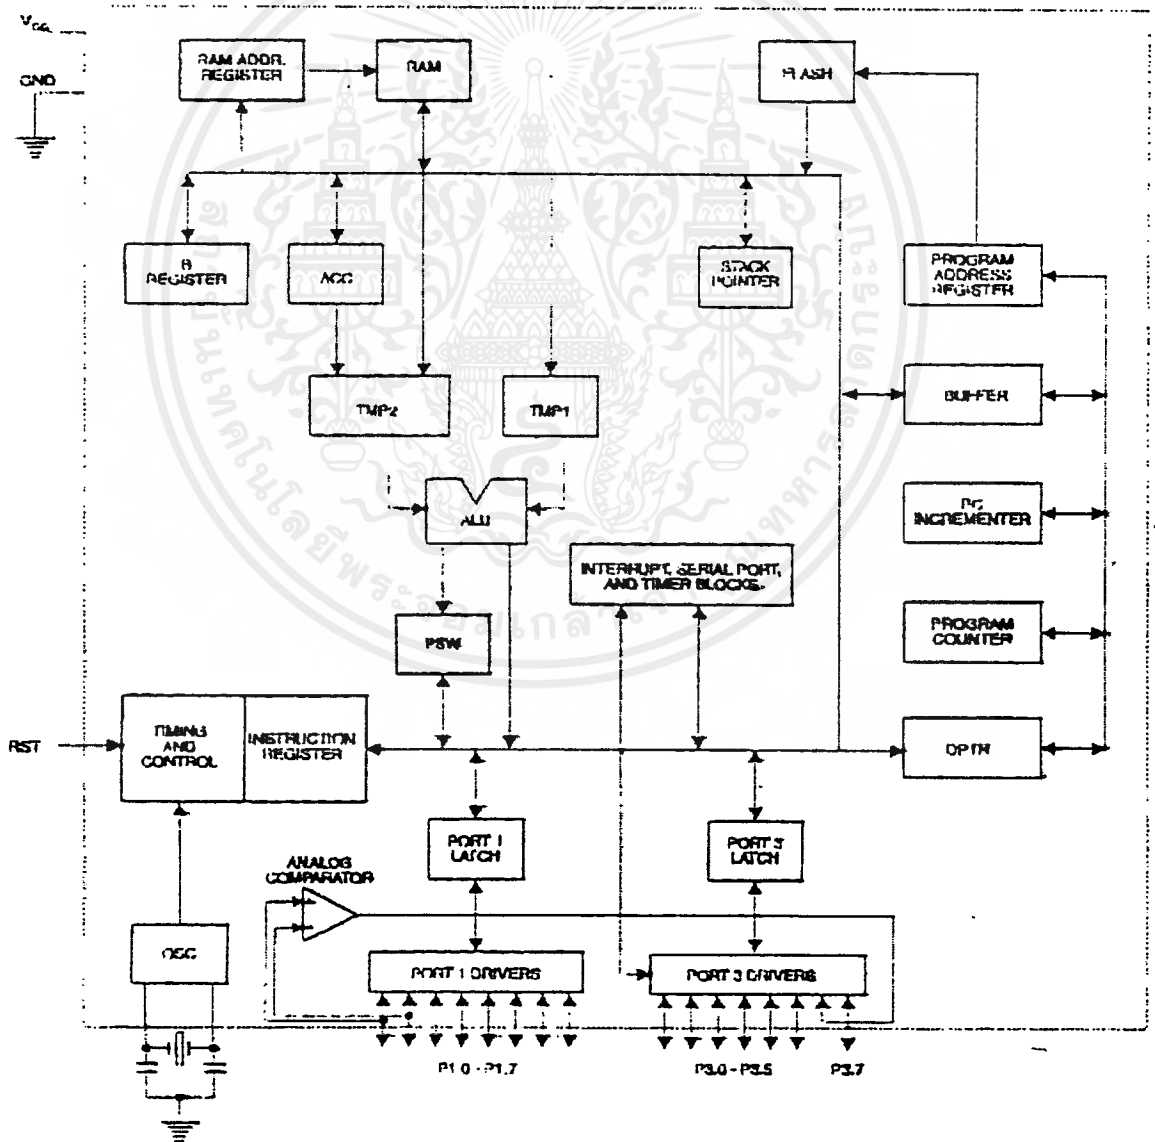 VCC
GND
RAM ADDR.
REGISTER
RAM
FLASH
B
REGISTER
ACC
STACK
POINTER
PROGRAM
ADDRESS
REGISTER
TMP2
TMP1
BUFFER
ALU
PC
INCREMENTER
INTERRUPT, SERIAL PORT,
AND TIMER BLOCKS
PSW
PROGRAM
COUNTER
RST
TIMING
AND
CONTROL
INSTRUCTION
REGISTER
DPTR
PORT 1
LATCH
PORT 3
LATCH
ANALOG
COMPARATOR
+
−
OSC
PORT 1 DRIVERS
PORT 3 DRIVERS
P1.0 - P1.7
P3.0 - P3.5
P3.7